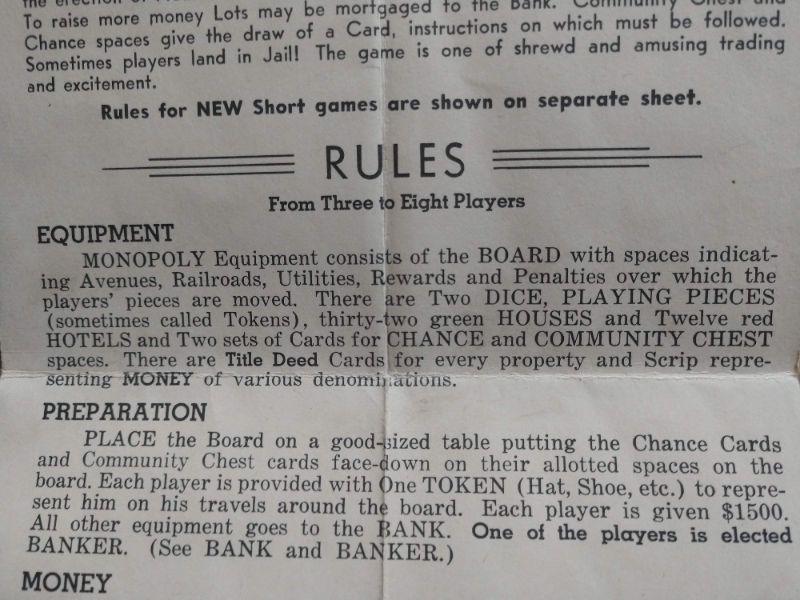 To raise more money Lots may be mortgaged to the Bank. Community Chest and
Chance spaces give the draw of a Card, instructions on which must be followed.
Sometimes players land in Jail! The game is one of shrewd and amusing trading
and excitement.
Rules for NEW Short games are shown on separate sheet.
RULES
From Three to Eight Players
EQUIPMENT
MONOPOLY Equipment consists of the BOARD with spaces indicat-
ing Avenues, Railroads, Utilities, Rewards and Penalties over which the
players' pieces are moved. There are Two DICE, PLAYING PIECES
(sometimes called Tokens), thirty-two green HOUSES and Twelve red
HOTELS and Two sets of Cards for CHANCE and COMMUNITY CHEST
spaces. There are Title Deed Cards for every property and Scrip repre-
senting MONEY of various denominations.
PREPARATION
PLACE the Board on a good-sized table putting the Chance Cards
and Community Chest cards face-down on their allotted spaces on the
board. Each player is provided with One TOKEN (Hat, Shoe, etc.) to repre-
sent him on his travels around the board. Each player is given $1500.
All other equipment goes to the BANK. One of the players is elected
BANKER. (See BANK and BANKER.)
MONEY